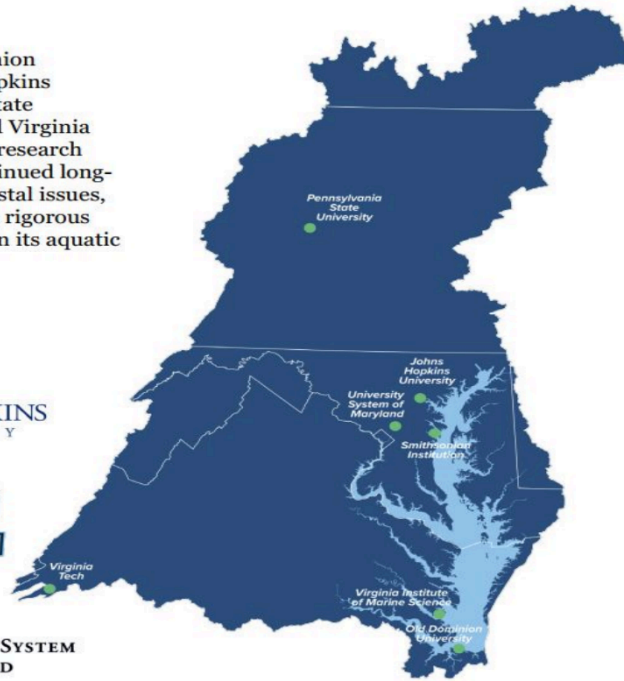 nion
pkins
tate
l Virginia
research
tinued long-
stal issues,
rigorous
n its aquatic
Pennsylvania
State
University
Johns
Hopkins
University
University
System of
Maryland
Smithsonian
Institution
KINS
Y
Virginia
Tech
Virginia Institute
of Marine Science
Old Dominion
University
SYSTEM
D